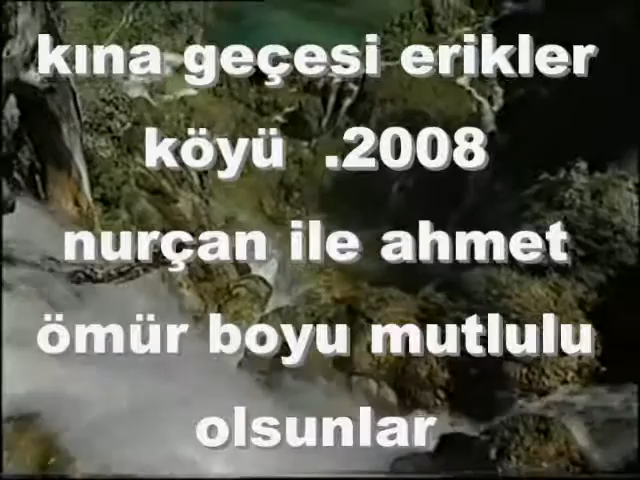 kına geçesi erikler
köyü .2008
nurçan ile ahmet
ömür boyu mutlulu
olsunlar